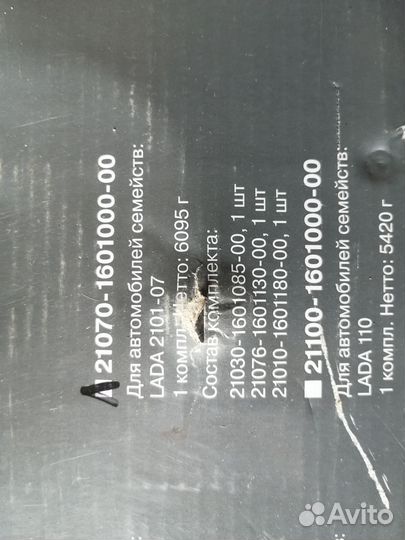 21070-1601000-00
Для автомобилей семейств:
LADA 2101-07
1 компл. Нетто: 6095 г
Состав комплекта:
21030-1601085-00, 1 шт
21076-1601130-00, 1 шт
21010-1601180-00, 1 шт
21100-1601000-00
Для автомобилей семейств:
LADA 110
1 компл. Нетто: 5420 г
Avito